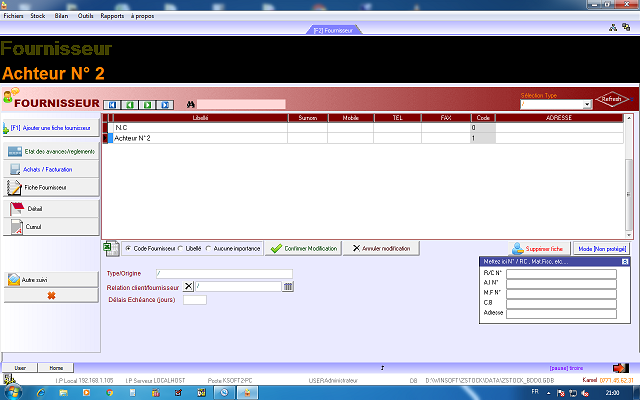 Fichiers Stock Bilan Outils Rapports à propos
[F2] Fournisseur
Fournisseur
Achteur N° 2
FOURNISSEUR
Sélection Type
/
Refresh
Libellé Surnom Mobile TEL FAX Code ADRESSE
N.C 0
Achteur N°2 1
[F1] Ajouter une fiche fournisseur
Etat des avances/reglements
Achats / Facturation
Fiche Fournisseur
Détail
Cumul
Autre suivi
Code Fournisseur Libellé Aucune importance
Confirmer Modification
Annuler modification
Supprimer fiche
Mode [Non protégé]
Type/Origine /
Relation client/fournisseur /
Délais Echéance (jours)
Mettez ici N° / RC , Mat.Fisc, etc....
R/C N°
A.I N°
M.F N°
C.B
Adresse
User Home
[pause] tirome
I.P Local 192.168.1.105 I.P Serveur LOCALHOST Poste KSOFT2-PC USER Administrateur DB D:\WINSOFT\ZSTOCK\DATA\ZSTOCK_BDD0.GDB Kamel 0771.49.62.31
FR 21:00